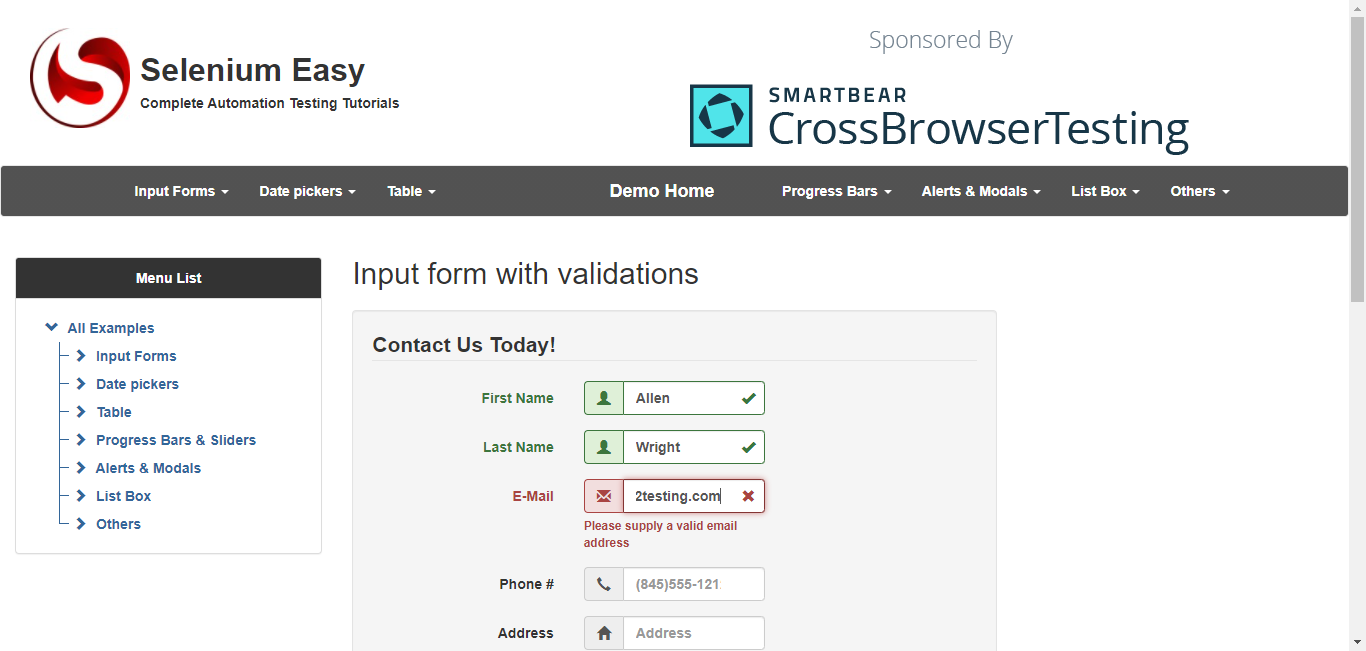 Selenium Easy
Complete Automation Testing Tutorials
Sponsored By
SMARTBEAR
CrossBrowserTesting
Input Forms Date pickers Table Demo Home Progress Bars Alerts & Modals List Box Others
Menu List
All Examples
Input Forms
Date pickers
Table
Progress Bars & Sliders
Alerts & Modals
List Box
Others
Input form with validations
Contact Us Today!
First Name Allen
Last Name Wright
E-Mail 2testing.com
Please supply a valid email
address
Phone # (845)555-121
Address Address